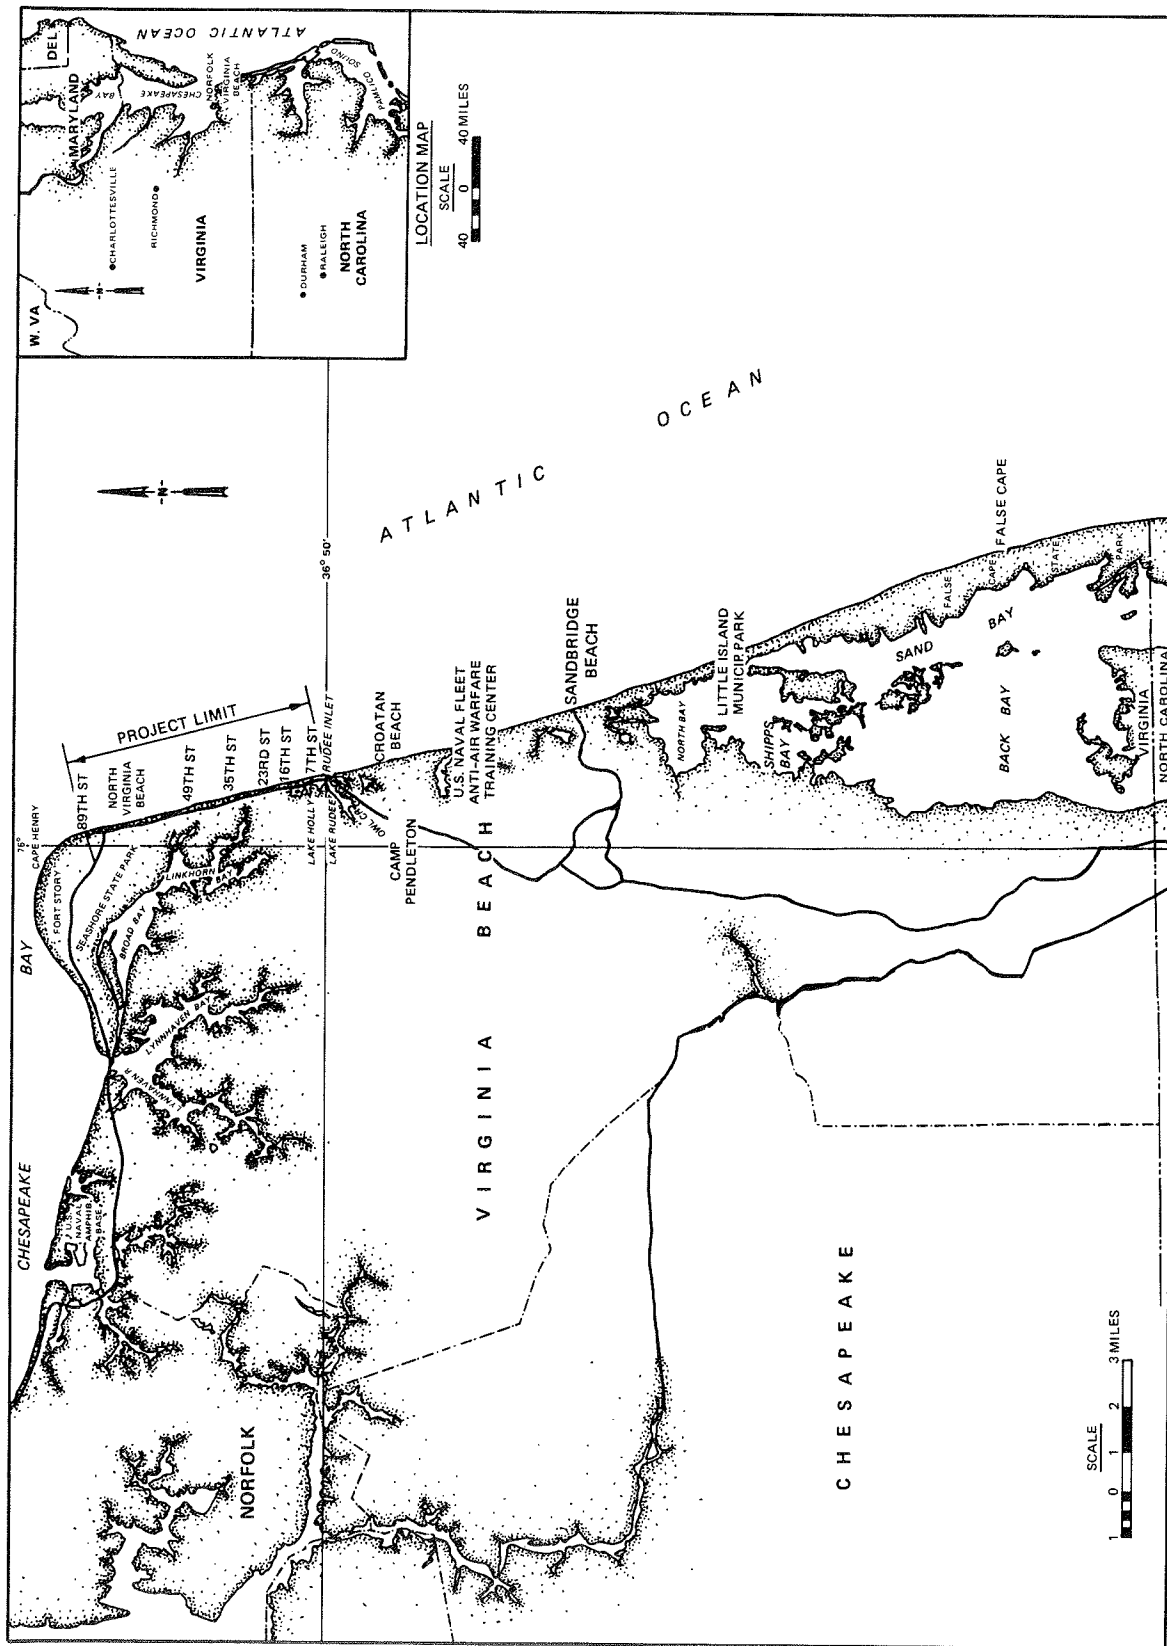 CHESAPEAKE
BAY
CAPE HENRY
76°
FORT STORY
89TH ST
SEASHORE STATE PARK
NORTH
VIRGINIA
BEACH
PROJECT LIMIT
BROAD BAY
LINKHORN
BAY
49TH ST
35TH ST
23RD ST
16TH ST
7TH ST
LAKE HOLLY
RUDEE INLET
LAKE RUDEE
36° 50'
OWL CR.
CROATAN
BEACH
CAMP
PENDLETON
U.S. NAVAL FLEET
ANTI-AIR WARFARE
TRAINING CENTER
U.S.
NAVAL
AMPHIB.
BASE
LYNNHAVEN R.
LYNNHAVEN BAY
NORFOLK
VIRGINIA BEACH
SANDBRIDGE
BEACH
ATLANTIC OCEAN
NORTH BAY
LITTLE ISLAND
MUNICIP. PARK
SHIPPS
BAY
SAND
BAY
FALSE
CAPE
STATE
PARK
FALSE CAPE
BACK BAY
VIRGINIA
NORTH CAROLINA
CHESAPEAKE
SCALE
1 0 1 2 3 MILES
-N-
W. VA
MARYLAND
DEL
ATLANTIC OCEAN
CHESAPEAKE
BAY
CHARLOTTESVILLE
RICHMOND
NORFOLK
VIRGINIA
BEACH
VIRGINIA
-N-
DURHAM
RALEIGH
NORTH
CAROLINA
PAMLICO
SOUND
LOCATION MAP
SCALE
40 0 40 MILES